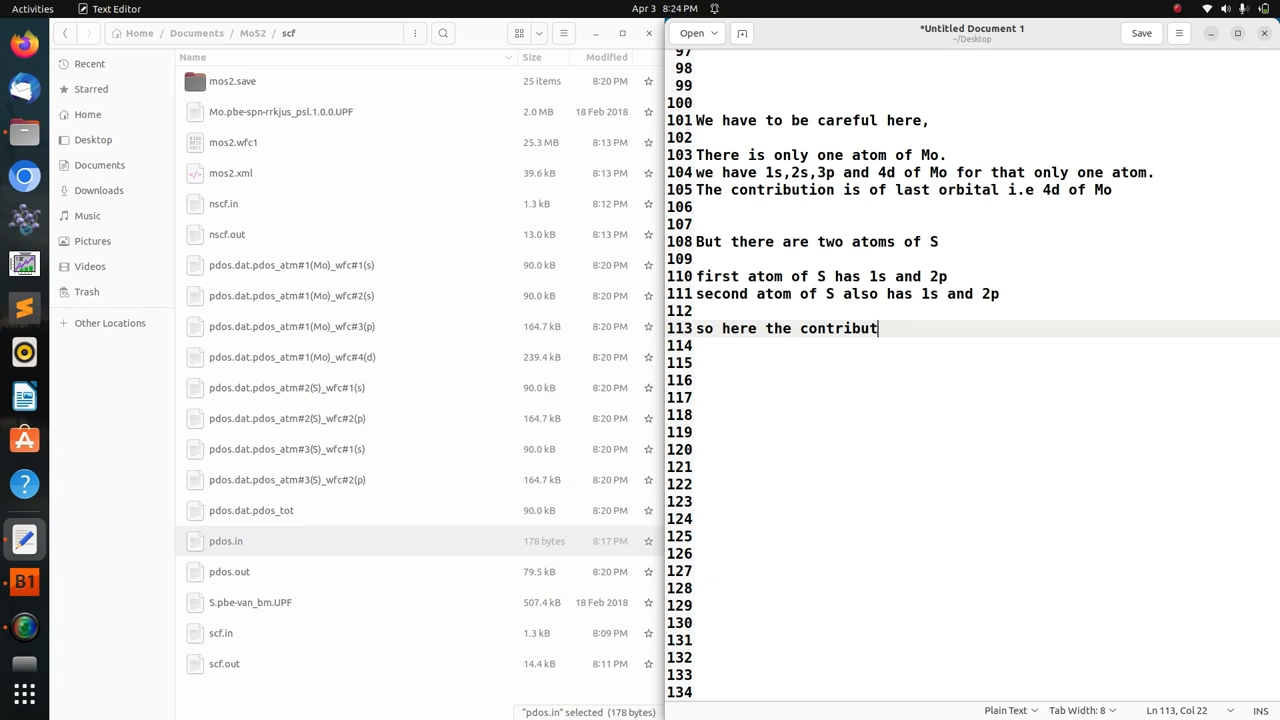 Activities
Text Editor
Apr 3 8:24 PM
Home / Documents / MoS2 / scf
Open
*Untitled Document 1
~/Desktop
Save
Name
Size
Modified
Recent
Starred
Home
Desktop
Documents
Downloads
Music
Pictures
Videos
Trash
Other Locations
mos2.save 25 items 8:20 PM
Mo.pbe-spn-rrkjus_psl.1.0.0.UPF 2.0 MB 18 Feb 2018
mos2.wfc1 25.3 MB 8:13 PM
mos2.xml 39.6 kB 8:13 PM
nscf.in 1.3 kB 8:12 PM
nscf.out 13.0 kB 8:13 PM
pdos.dat.pdos_atm#1(Mo)_wfc#1(s) 90.0 kB 8:20 PM
pdos.dat.pdos_atm#1(Mo)_wfc#2(s) 90.0 kB 8:20 PM
pdos.dat.pdos_atm#1(Mo)_wfc#3(p) 164.7 kB 8:20 PM
pdos.dat.pdos_atm#1(Mo)_wfc#4(d) 239.4 kB 8:20 PM
pdos.dat.pdos_atm#2(S)_wfc#1(s) 90.0 kB 8:20 PM
pdos.dat.pdos_atm#2(S)_wfc#2(p) 164.7 kB 8:20 PM
pdos.dat.pdos_atm#3(S)_wfc#1(s) 90.0 kB 8:20 PM
pdos.dat.pdos_atm#3(S)_wfc#2(p) 164.7 kB 8:20 PM
pdos.dat.pdos_tot 90.0 kB 8:20 PM
pdos.in 178 bytes 8:17 PM
pdos.out 79.5 kB 8:20 PM
S.pbe-van_bm.UPF 507.4 kB 18 Feb 2018
scf.in 1.3 kB 8:09 PM
scf.out 14.4 kB 8:11 PM
"pdos.in" selected (178 bytes)
B1
97
98
99
100
101 We have to be careful here,
102
103 There is only one atom of Mo.
104 we have 1s,2s,3p and 4d of Mo for that only one atom.
105 The contribution is of last orbital i.e 4d of Mo
106
107
108 But there are two atoms of S
109
110 first atom of S has 1s and 2p
111 second atom of S also has 1s and 2p
112
113 so here the contribut
114
115
116
117
118
119
120
121
122
123
124
125
126
127
128
129
130
131
132
133
134
Plain Text
Tab Width: 8
Ln 113, Col 22
INS